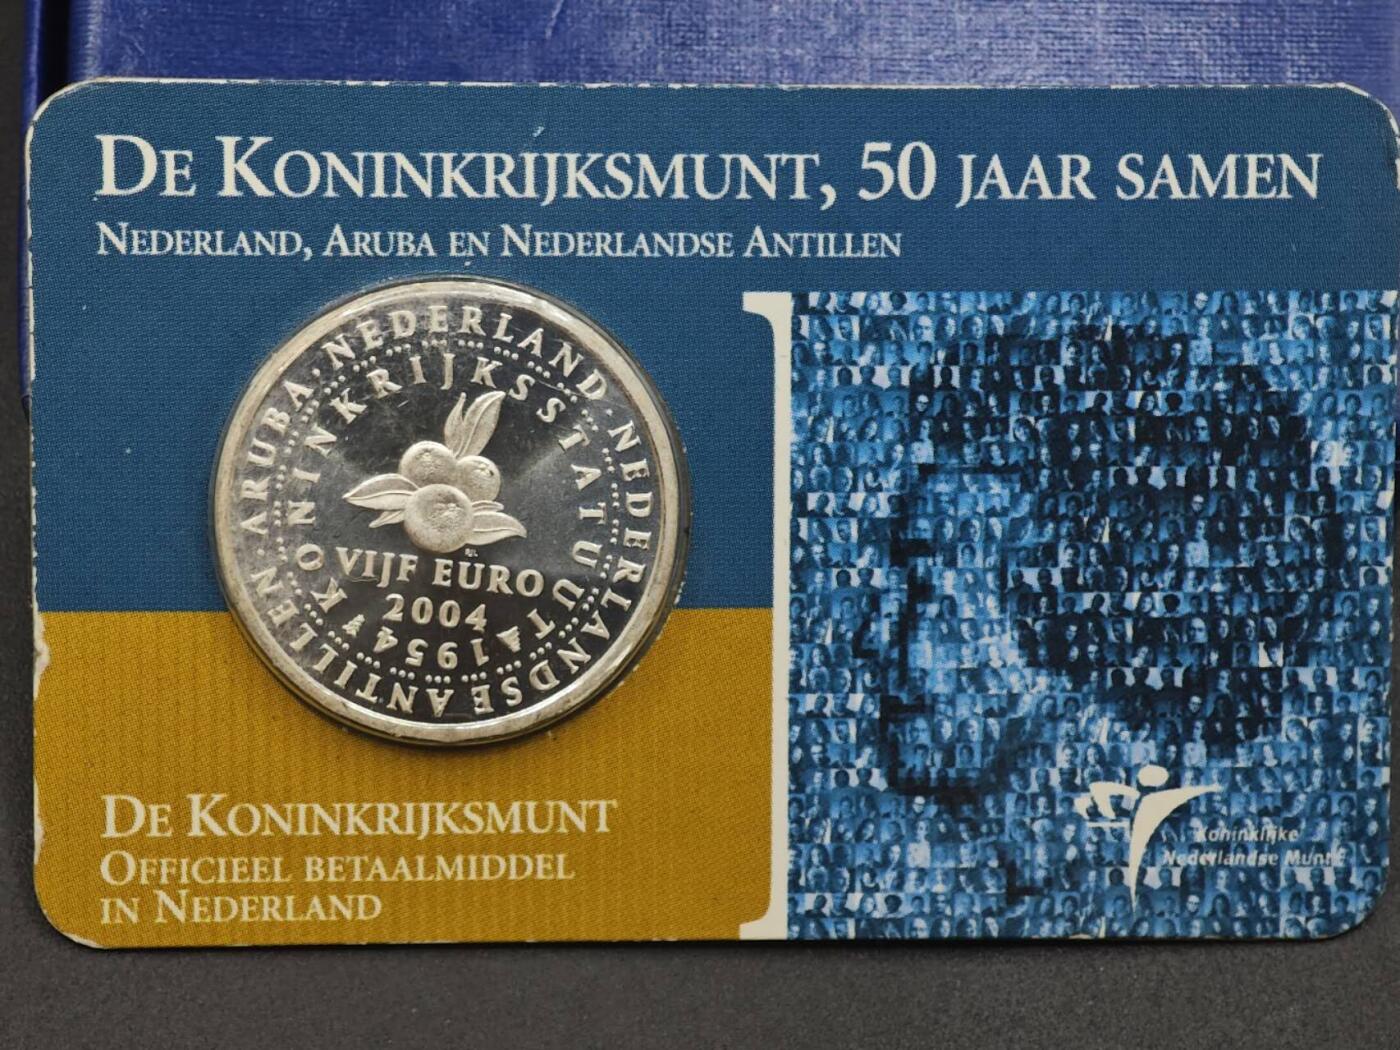 De Koninkrijksmunt, 50 jaar samen
Nederland, Aruba en Nederlandse Antillen
NEDERLAND · NEDERLANDSE ANTILLEN · ARUBA ·
KONINKRIJKSSTATUUT
VIJF EURO
2004
1954
De Koninkrijksmunt
Officieel betaalmiddel
in Nederland
Koninklijke
Nederlandse Munt